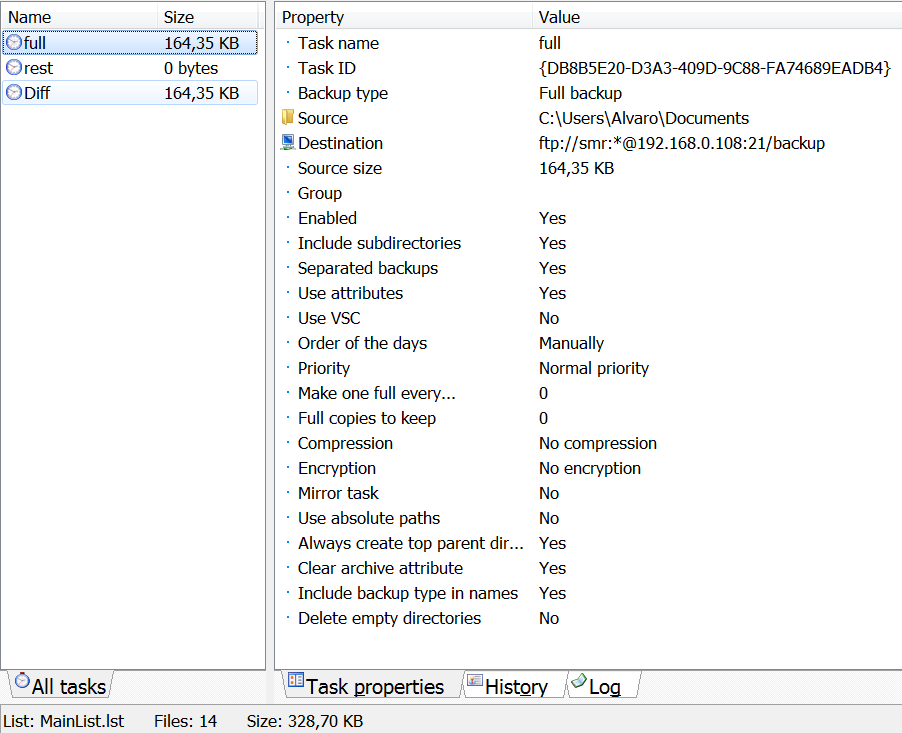 Name Size
full 164,35 KB
rest 0 bytes
Diff 164,35 KB
Property Value
Task name full
Task ID {DB8B5E20-D3A3-409D-9C88-FA74689EADB4}
Backup type Full backup
Source C:\Users\Alvaro\Documents
Destination ftp://smr:*@192.168.0.108:21/backup
Source size 164,35 KB
Group
Enabled Yes
Include subdirectories Yes
Separated backups Yes
Use attributes Yes
Use VSC No
Order of the days Manually
Priority Normal priority
Make one full every... 0
Full copies to keep 0
Compression No compression
Encryption No encryption
Mirror task No
Use absolute paths No
Always create top parent dir... Yes
Clear archive attribute Yes
Include backup type in names Yes
Delete empty directories No
All tasks
Task properties History Log
List: MainList.lst Files: 14 Size: 328,70 KB